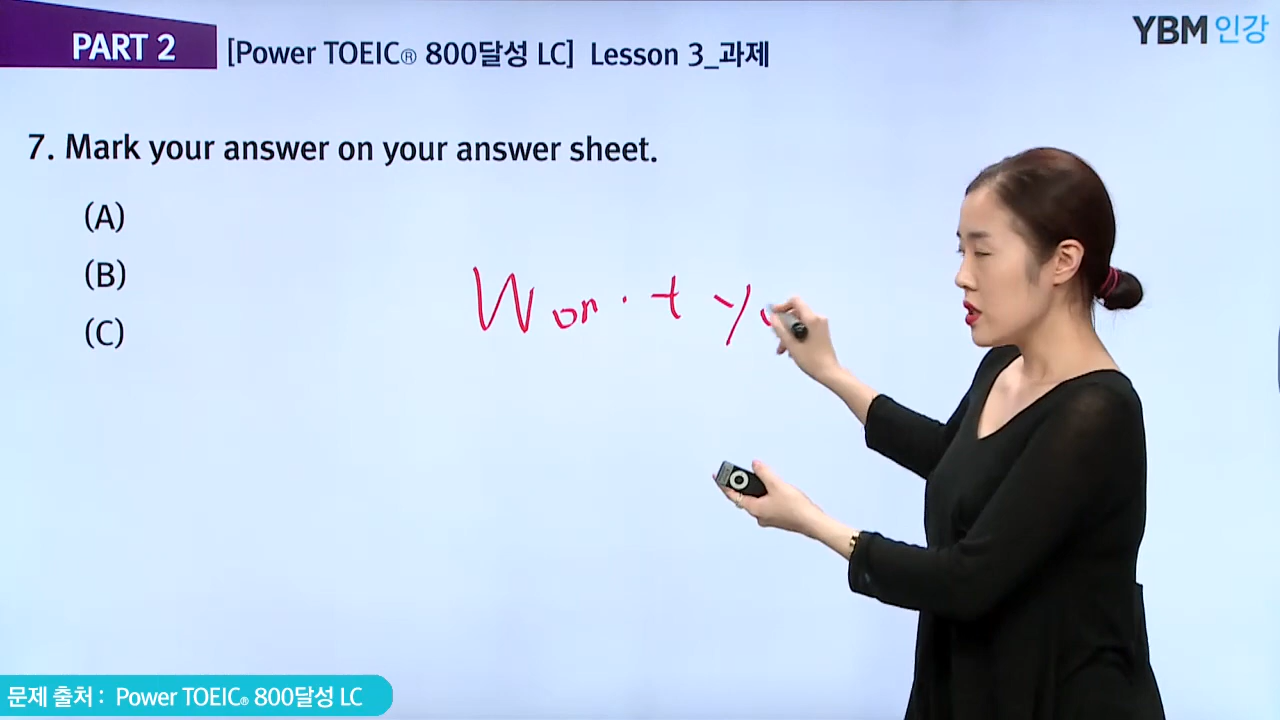 PART 2
[Power TOEIC® 800달성 LC] Lesson 3_과제
YBM 인강
7. Mark your answer on your answer sheet.
(A)
(B)
(C)
Won't yo
문제 출처 : Power TOEIC® 800달성 LC